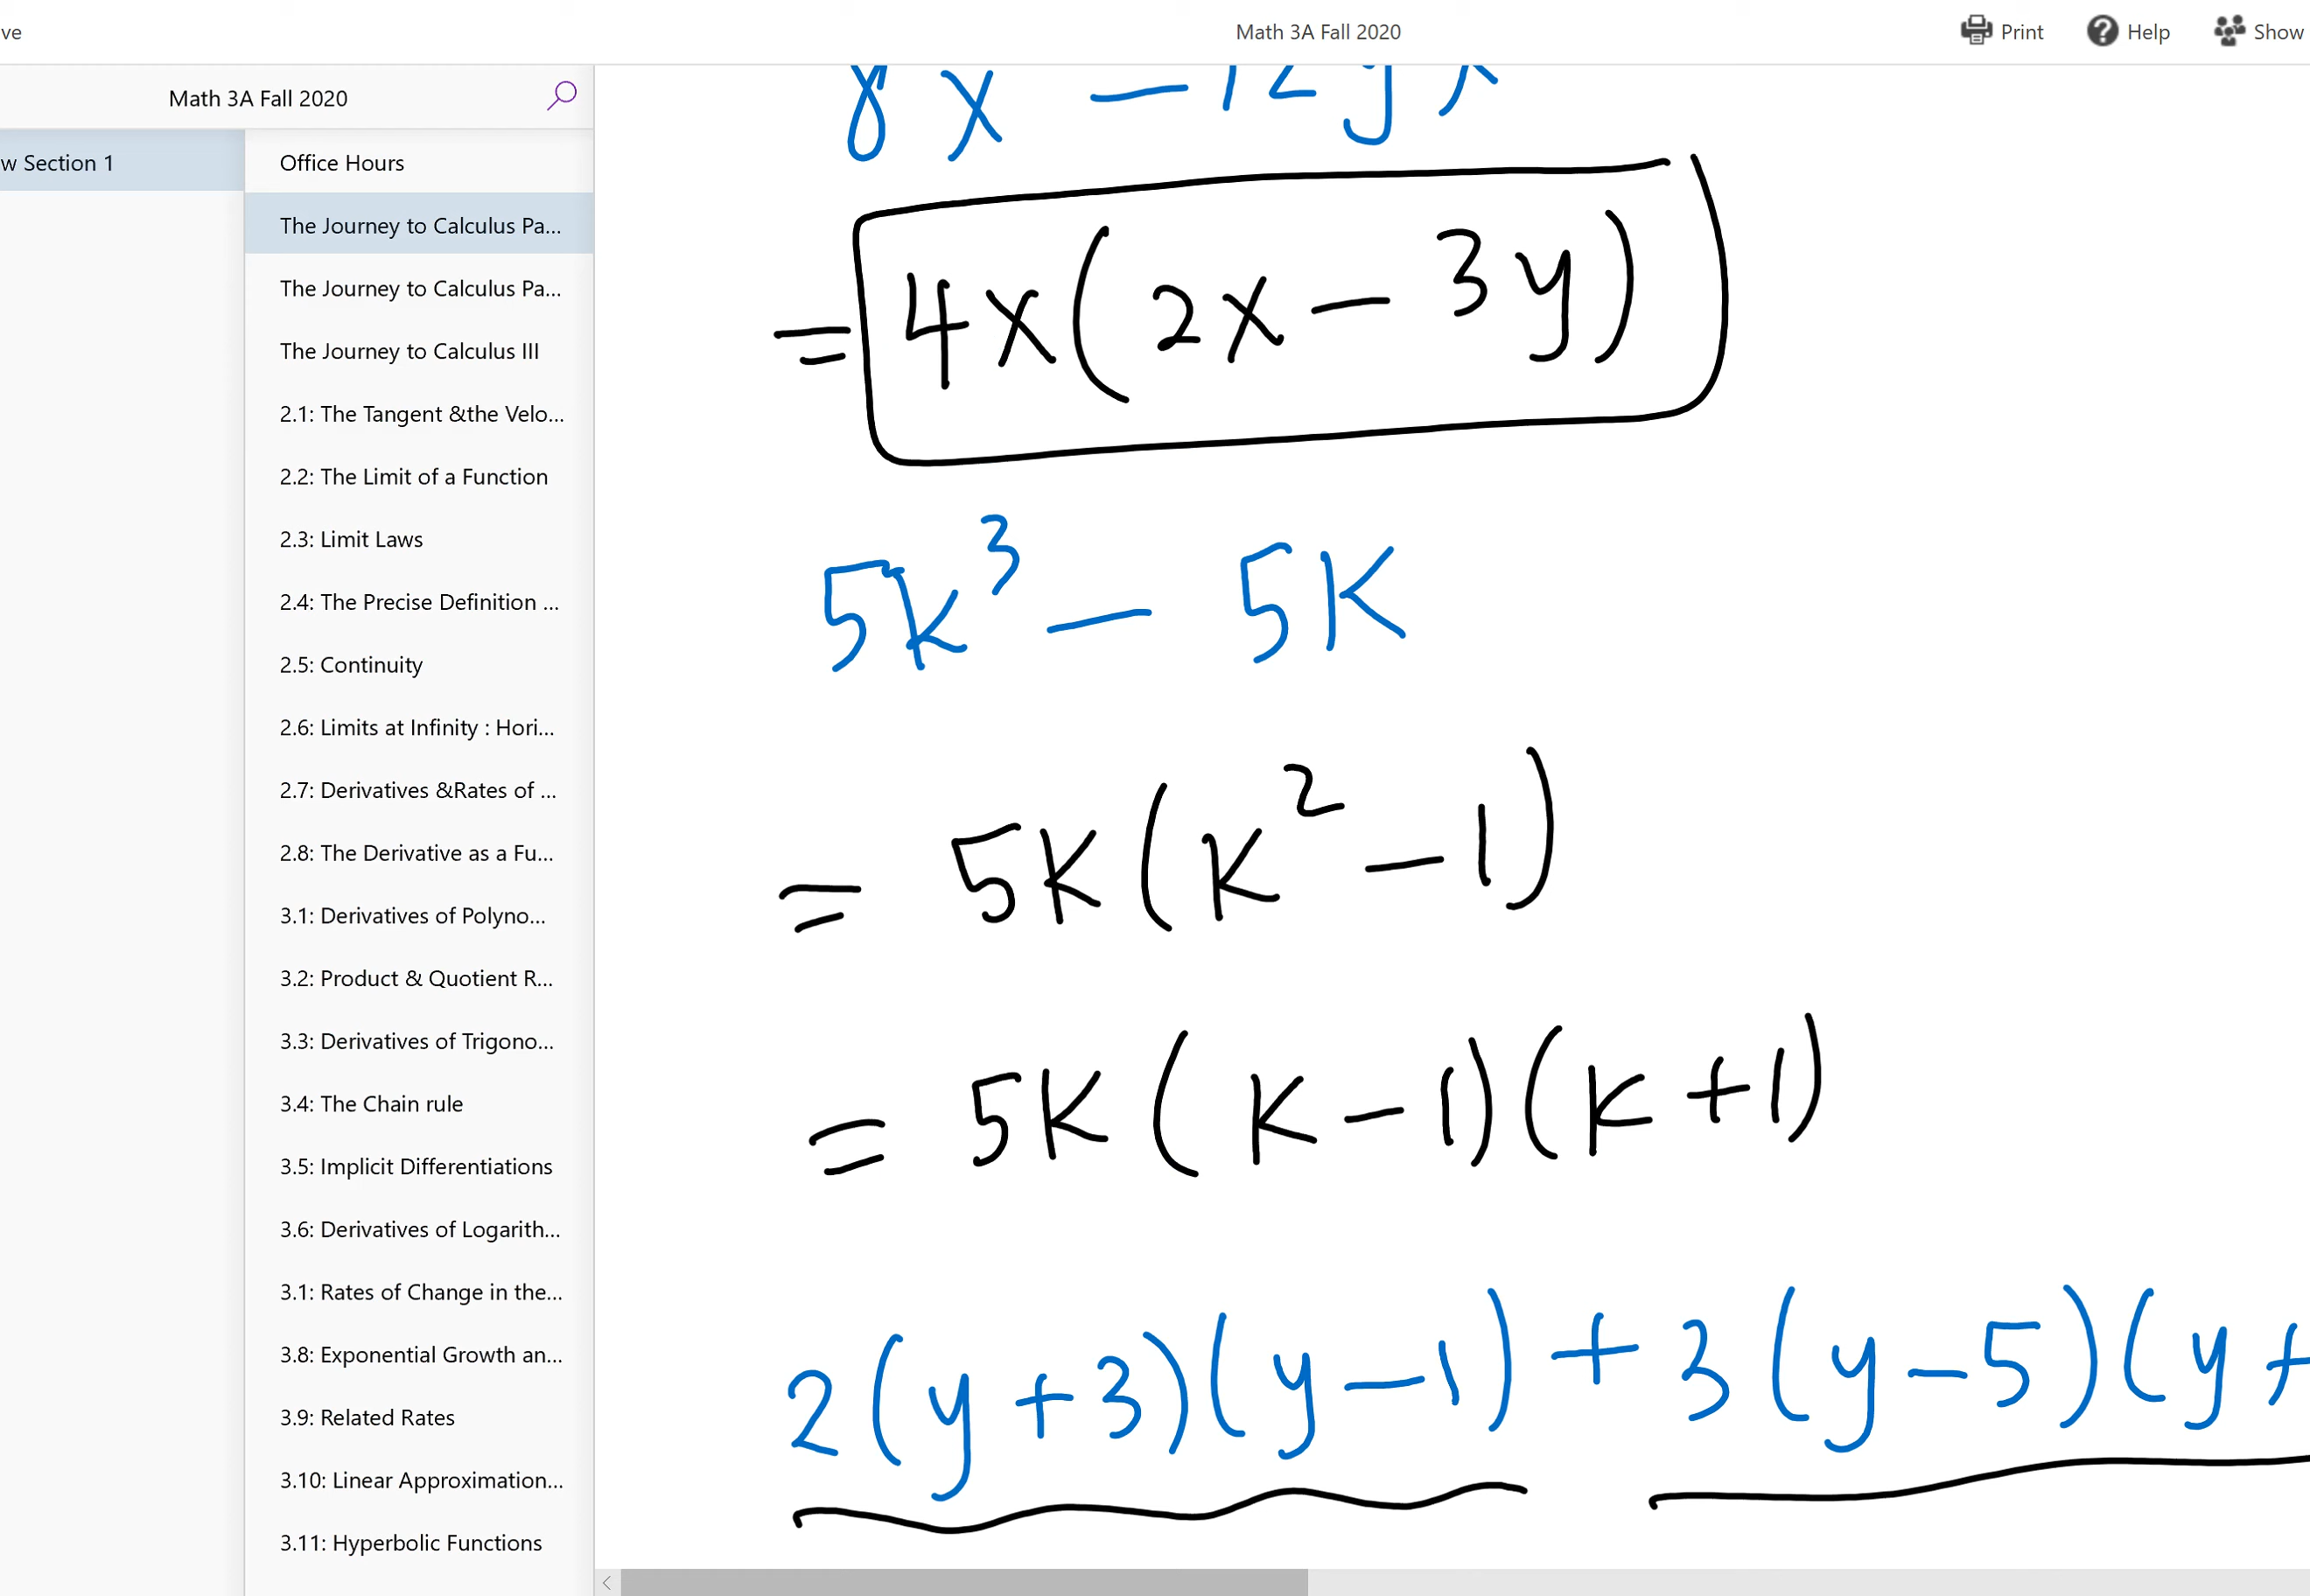 ve
Math 3A Fall 2020
Print
Help
Show
Math 3A Fall 2020
w Section 1
Office Hours
The Journey to Calculus Pa...
The Journey to Calculus Pa...
The Journey to Calculus III
2.1: The Tangent &the Velo...
2.2: The Limit of a Function
2.3: Limit Laws
2.4: The Precise Definition ...
2.5: Continuity
2.6: Limits at Infinity : Hori...
2.7: Derivatives &Rates of ...
2.8: The Derivative as a Fu...
3.1: Derivatives of Polyno...
3.2: Product & Quotient R...
3.3: Derivatives of Trigono...
3.4: The Chain rule
3.5: Implicit Differentiations
3.6: Derivatives of Logarith...
3.1: Rates of Change in the...
3.8: Exponential Growth an...
3.9: Related Rates
3.10: Linear Approximation...
3.11: Hyperbolic Functions
8x - 12yx
= 4x(2x - 3y)
5k³ - 5k
= 5k(k² - 1)
= 5k(k - 1)(k + 1)
2(y+3)(y-1) + 3(y-5)(y+